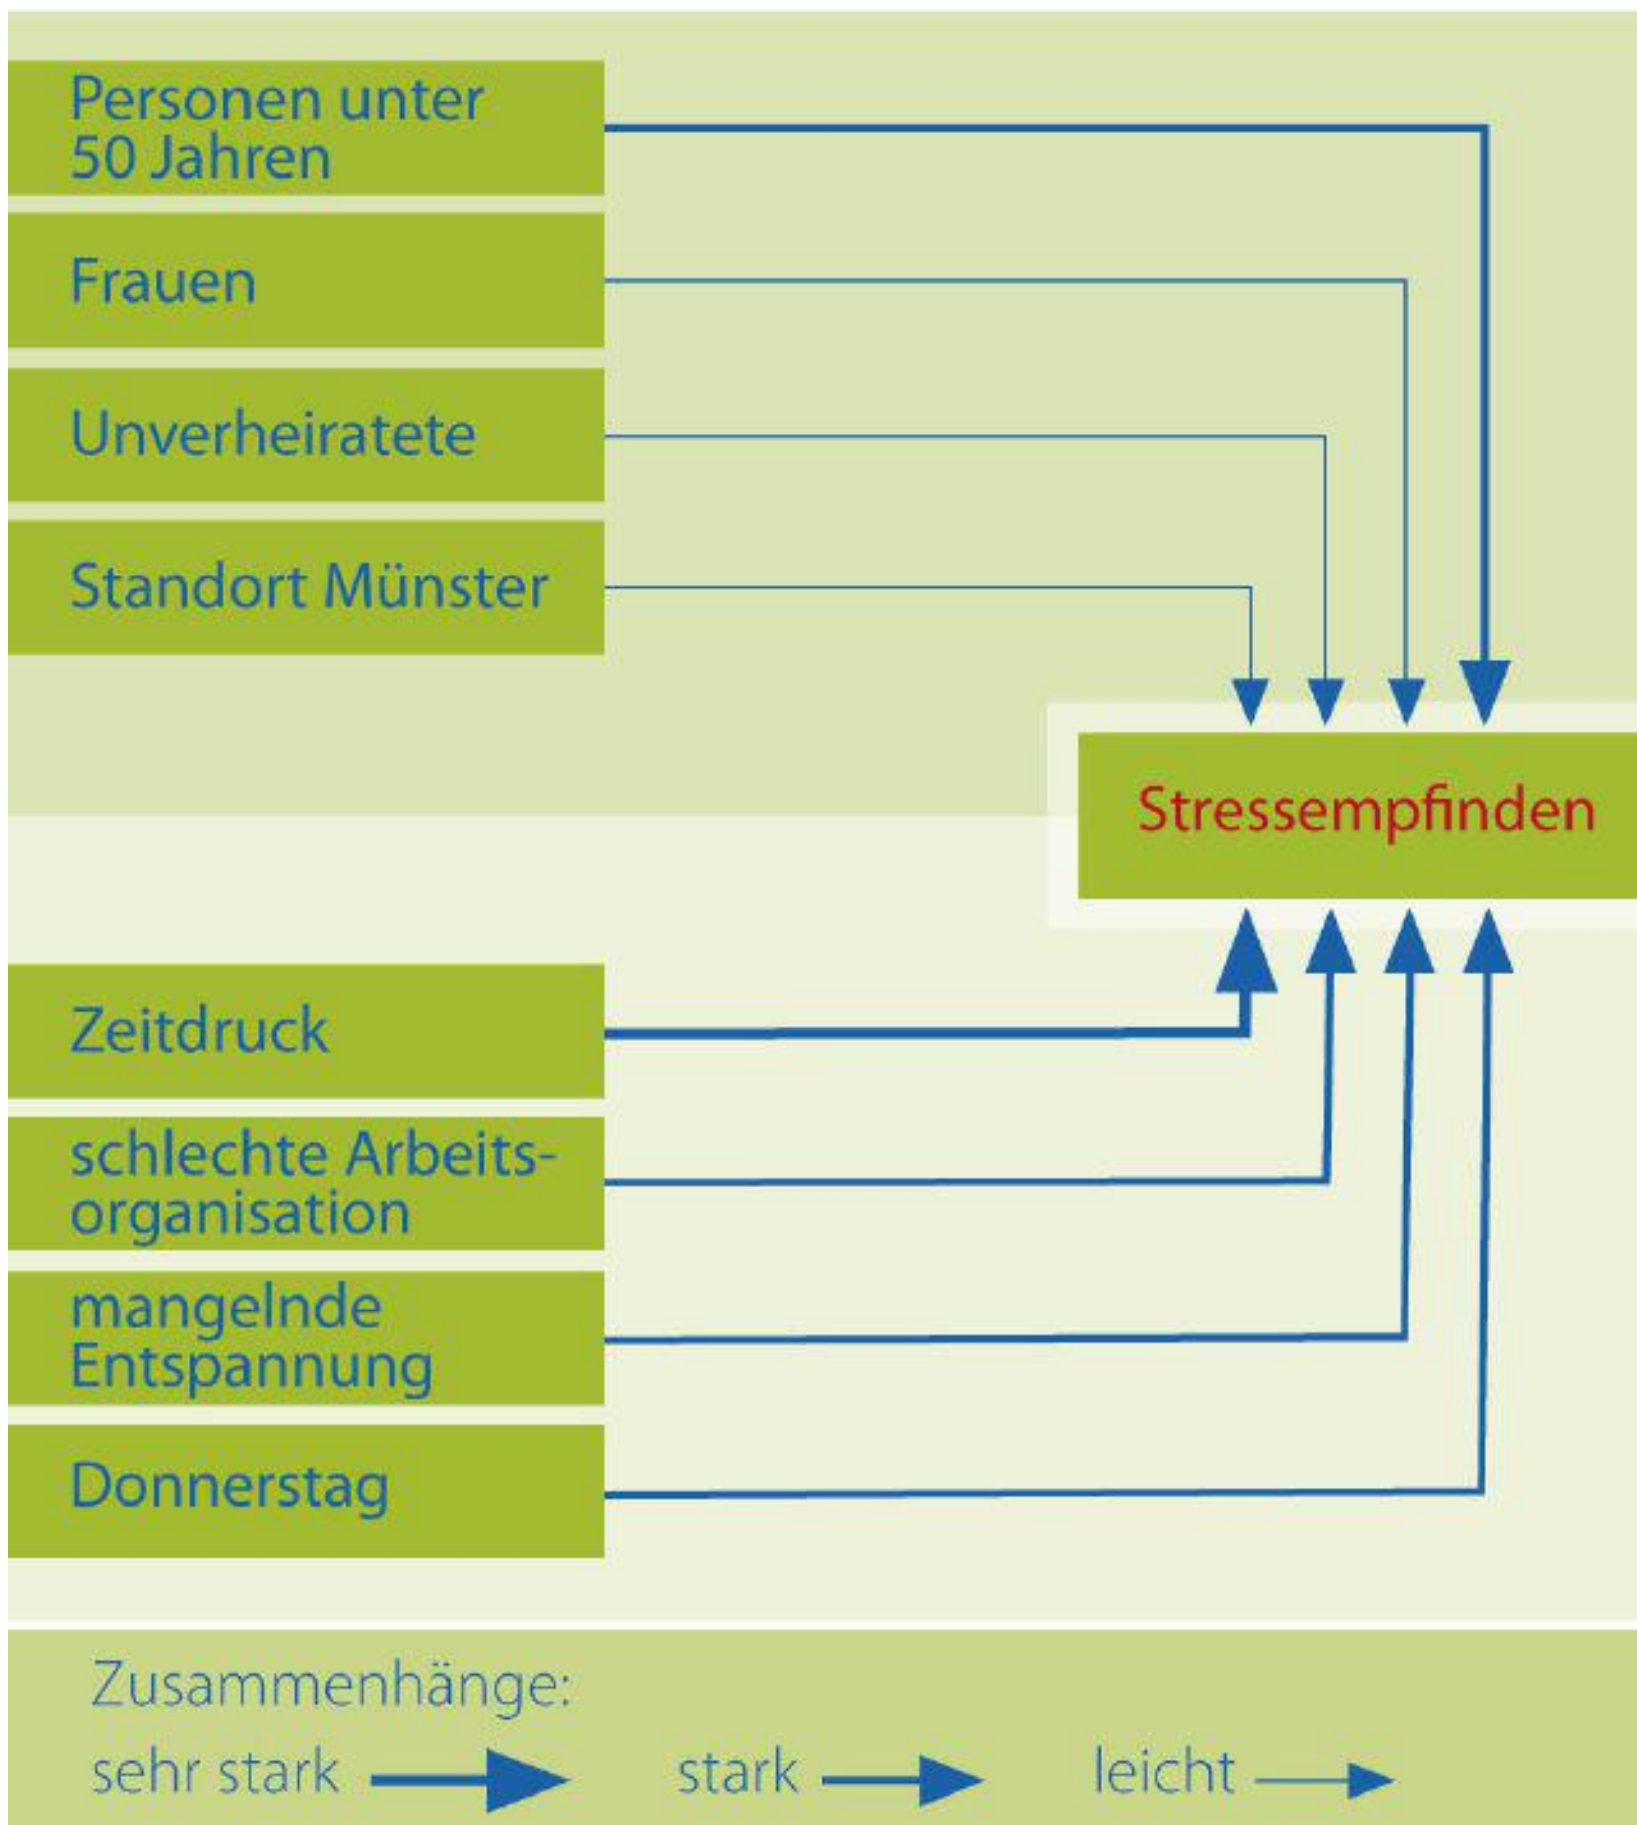 Personen unter
50 Jahren
Frauen
Unverheiratete
Standort Münster
Stressempfinden
Zeitdruck
schlechte Arbeits-
organisation
mangelnde
Entspannung
Donnerstag
Zusammenhänge:
sehr stark
stark
leicht